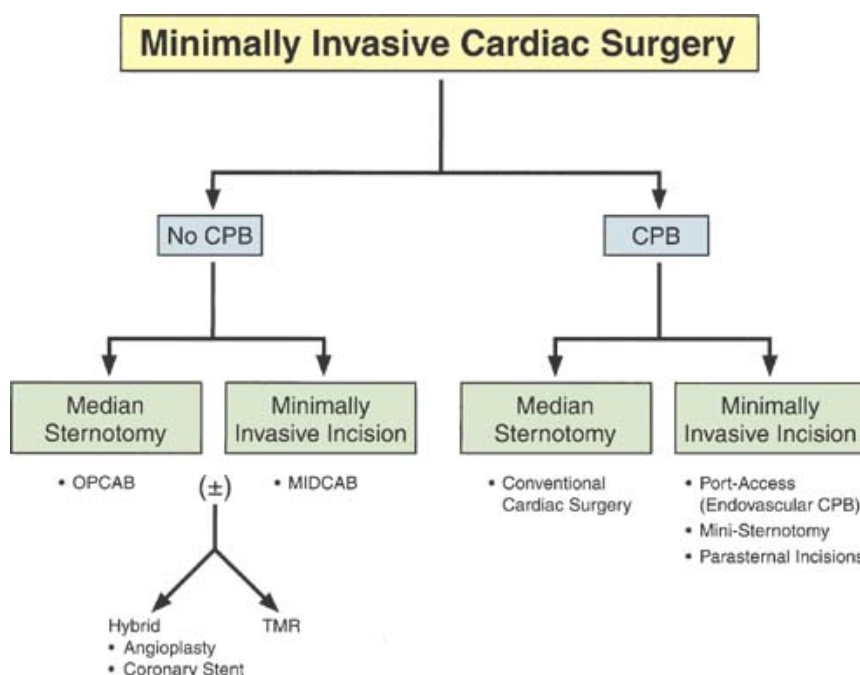 Minimally Invasive Cardiac Surgery
No CPB
CPB
Median
Sternotomy
Minimally
Invasive Incision
Median
Sternotomy
Minimally
Invasive Incision
• OPCAB
(±)
• MIDCAB
• Conventional
Cardiac Surgery
• Port-Access
(Endovascular CPB)
• Mini-Sternotomy
• Parasternal Incisions
Hybrid
• Angioplasty
• Coronary Stent
TMR